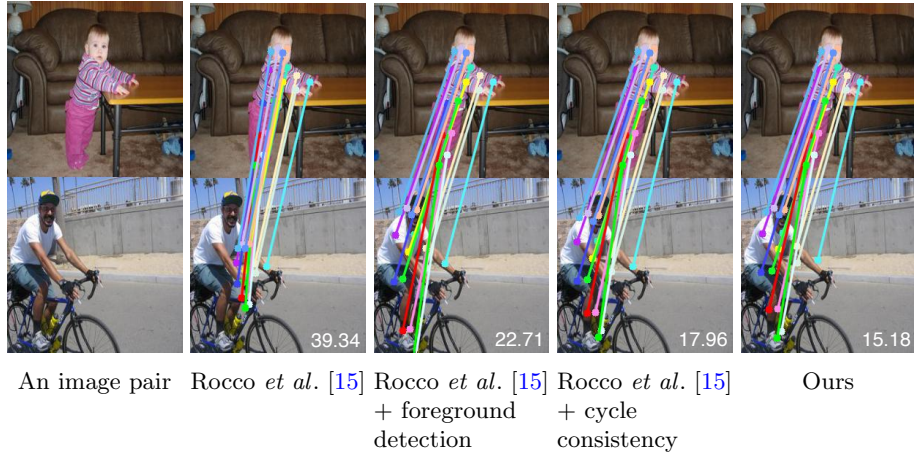 39.34
22.71
17.96
15.18
An image pair
Rocco et al. [15]
Rocco et al. [15]
+ foreground
detection
Rocco et al. [15]
+ cycle
consistency
Ours